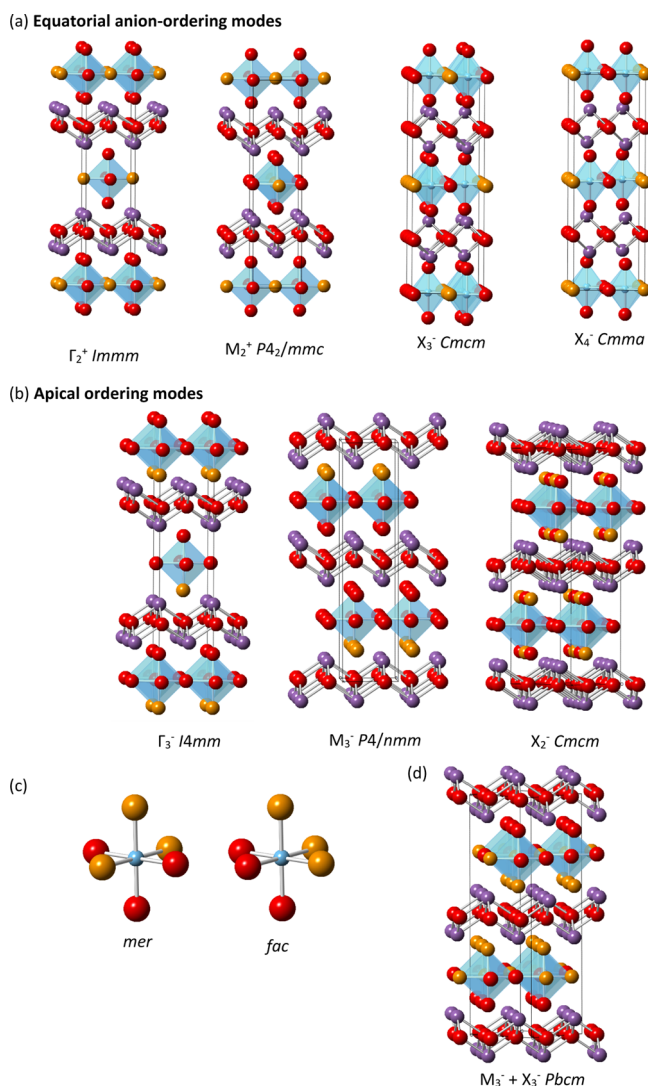 (a) Equatorial anion-ordering modes
Γ₂⁺ Immm
M₂⁺ P4₂/mmc
X₃⁻ Cmcm
X₄⁻ Cmma
(b) Apical ordering modes
Γ₃⁻ I4mm
M₃⁻ P4/nmm
X₂⁻ Cmcm
(c)
mer
fac
(d)
M₃⁻ + X₃⁻ Pbcm